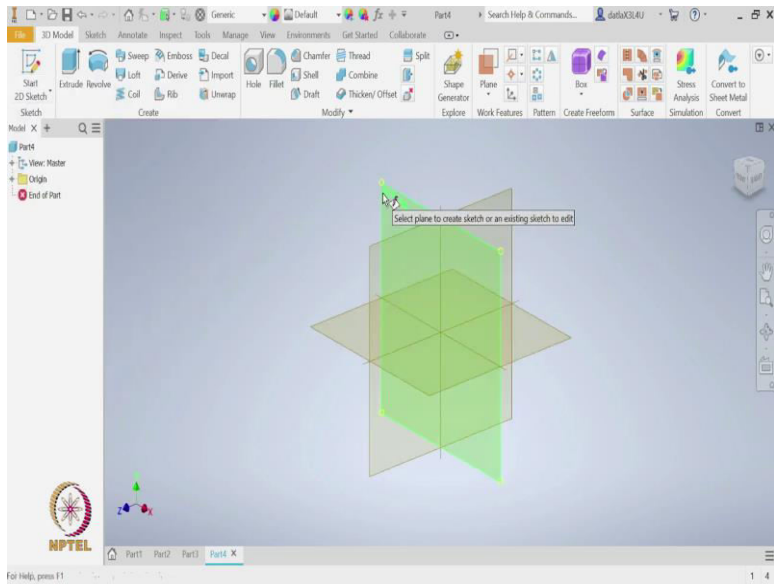 Generic Default fx Part4 Search Help & Commands... datlaX3L4U
File 3D Model Sketch Annotate Inspect Tools Manage View Environments Get Started Collaborate
Start
2D Sketch
Extrude Revolve
Sweep Emboss Decal
Loft Derive Import
Coil Rib Unwrap
Hole Fillet
Chamfer Thread Split
Shell Combine
Draft Thicken/ Offset
Shape
Generator
Plane
Box
Stress
Analysis
Convert to
Sheet Metal
Sketch Create Modify Explore Work Features Pattern Create Freeform Surface Simulation Convert
Model X +
Part4
View: Master
Origin
End of Part
Select plane to create sketch or an existing sketch to edit
Z X
NPTEL
Part1 Part2 Part3 Part4 X
For Help, press F1 1 4